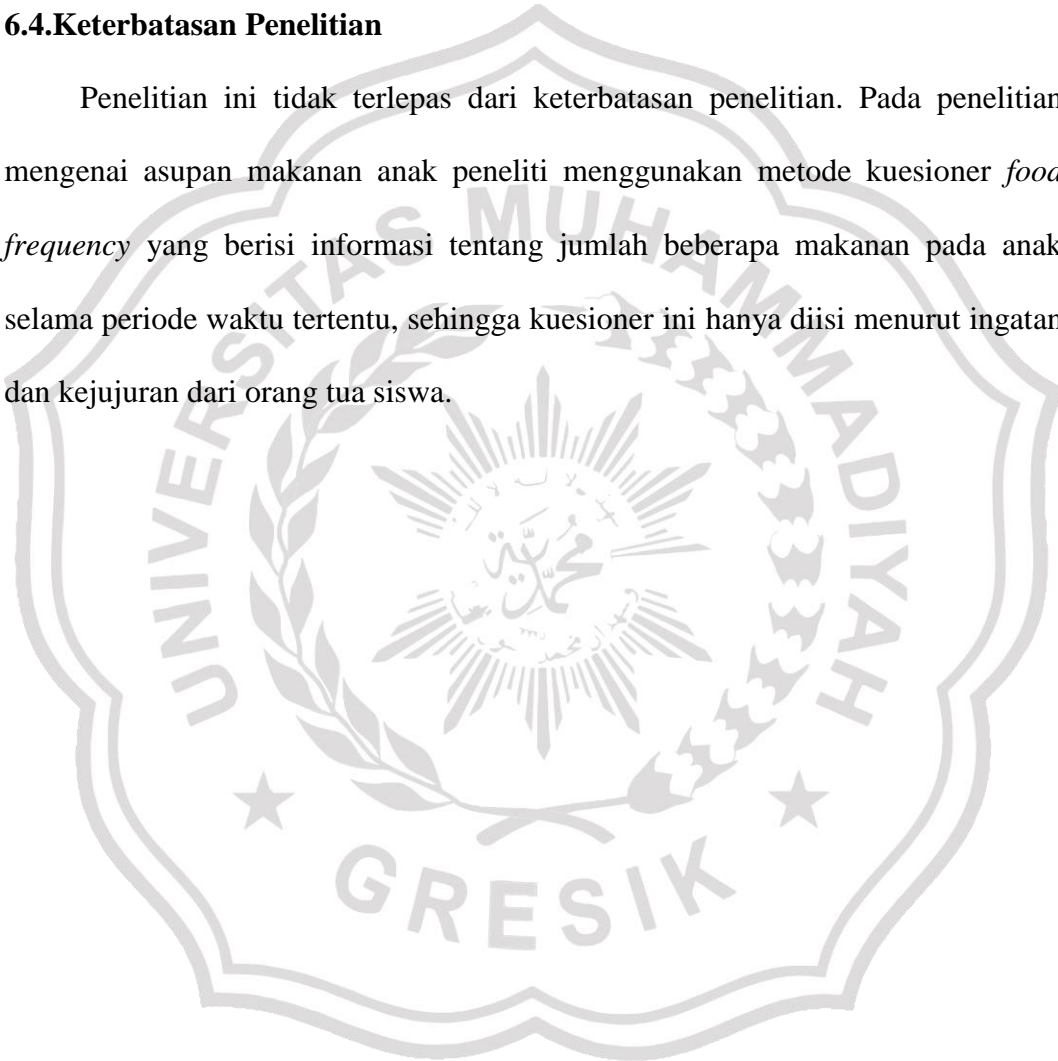 6.4.Keterbatasan Penelitian
Penelitian ini tidak terlepas dari keterbatasan penelitian. Pada penelitian
mengenai asupan makanan anak peneliti menggunakan metode kuesioner food
frequency yang berisi informasi tentang jumlah beberapa makanan pada anak
selama periode waktu tertentu, sehingga kuesioner ini hanya diisi menurut ingatan
dan kejujuran dari orang tua siswa.
UNIVERSITAS MUHAMMADIYAH
محمدية
GRESIK